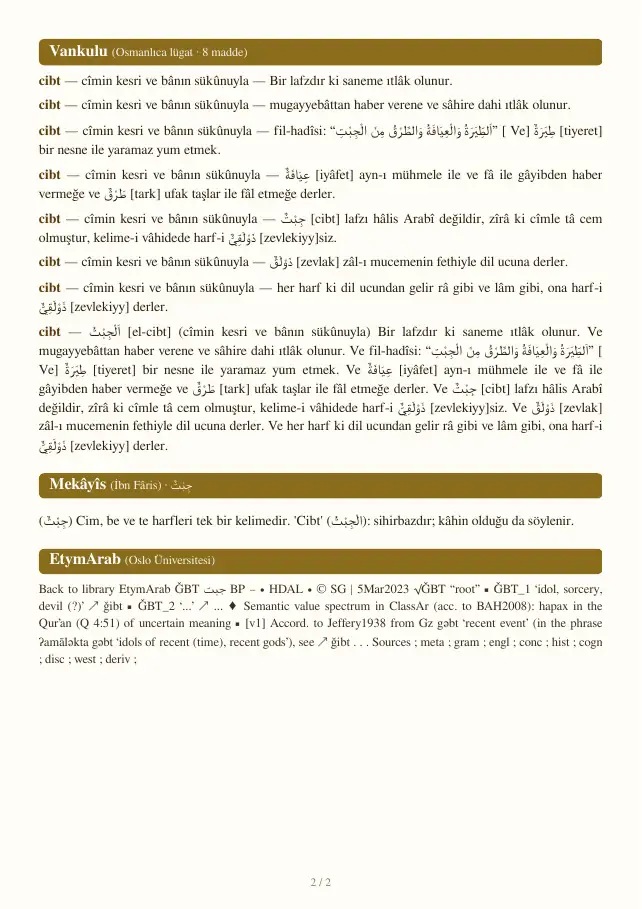 Vankulu (Osmanlıca lügat · 8 madde)
cibt — cîmin kesri ve bânın sükûnuyla — Bir lafzdır ki saneme ıtlâk olunur.
cibt — cîmin kesri ve bânın sükûnuyla — mugayyebâttan haber verene ve sâhire dahi ıtlâk olunur.
cibt — cîmin kesri ve bânın sükûnuyla — fil-hadîsi: “اَلطِّيَرَةُ وَالْعِيَافَةُ وَالطَّرْقُ مِنَ الْجِبْتِ” [ Ve] طِيَرَةٌ [tiyeret]
bir nesne ile yaramaz yum etmek.
cibt — cîmin kesri ve bânın sükûnuyla — عِيَافَةٌ [iyâfet] ayn-ı mühmele ile ve fâ ile gâyibden haber
vermeğe ve طَرْقٌ [tark] ufak taşlar ile fâl etmeğe derler.
cibt — cîmin kesri ve bânın sükûnuyla — جِبْتٌ [cibt] lafzı hâlis Arabî değildir, zîrâ ki cîmle tâ cem
olmuştur, kelime-i vâhidede harf-i ذَوْلَقِيٌّ [zevlekiyy]siz.
cibt — cîmin kesri ve bânın sükûnuyla — ذَوْلَقٌ [zevlak] zâl-ı mucemenin fethiyle dil ucuna derler.
cibt — cîmin kesri ve bânın sükûnuyla — her harf ki dil ucundan gelir râ gibi ve lâm gibi, ona harf-i
ذَوْلَقِيٌّ [zevlekiyy] derler.
cibt — اَلْجِبْتُ [el-cibt] (cîmin kesri ve bânın sükûnuyla) Bir lafzdır ki saneme ıtlâk olunur. Ve
mugayyebâttan haber verene ve sâhire dahi ıtlâk olunur. Ve fil-hadîsi: “اَلطِّيَرَةُ وَالْعِيَافَةُ وَالطَّرْقُ مِنَ الْجِبْتِ” [
Ve] طِيَرَةٌ [tiyeret] bir nesne ile yaramaz yum etmek. Ve عِيَافَةٌ [iyâfet] ayn-ı mühmele ile ve fâ ile
gâyibden haber vermeğe ve طَرْقٌ [tark] ufak taşlar ile fâl etmeğe derler. Ve جِبْتٌ [cibt] lafzı hâlis Arabî
değildir, zîrâ ki cîmle tâ cem olmuştur, kelime-i vâhidede harf-i ذَوْلَقِيٌّ [zevlekiyy]siz. Ve ذَوْلَقٌ [zevlak]
zâl-ı mucemenin fethiyle dil ucuna derler. Ve her harf ki dil ucundan gelir râ gibi ve lâm gibi, ona harf-i
ذَوْلَقِيٌّ [zevlekiyy] derler.
Mekâyîs (İbn Fâris) · جِبْتٌ
(جِبْتٌ) Cim, be ve te harfleri tek bir kelimedir. 'Cibt' (الْجِبْتُ): sihirbazdır; kâhin olduğu da söylenir.
EtymArab (Oslo Üniversitesi)
Back to library EtymArab ǦBT جبت BP – • HDAL • © SG | 5Mar2023 √ǦBT “root” ▪ ǦBT_1 ‘idol, sorcery,
devil (?)’ ↗ ǧibt ▪ ǦBT_2 ‘...’ ↗ ... ♦ Semantic value spectrum in ClassAr (acc. to BAH2008): hapax in the
Qur’an (Q 4:51) of uncertain meaning ▪ [v1] Accord. to Jeffery1938 from Gz gəbt ‘recent event’ (in the phrase
ʔamāləkta gəbt ‘idols of recent (time), recent gods’), see ↗ ǧibt . . . Sources ; meta ; gram ; engl ; conc ; hist ; cogn
; disc ; west ; deriv ;
2 / 2